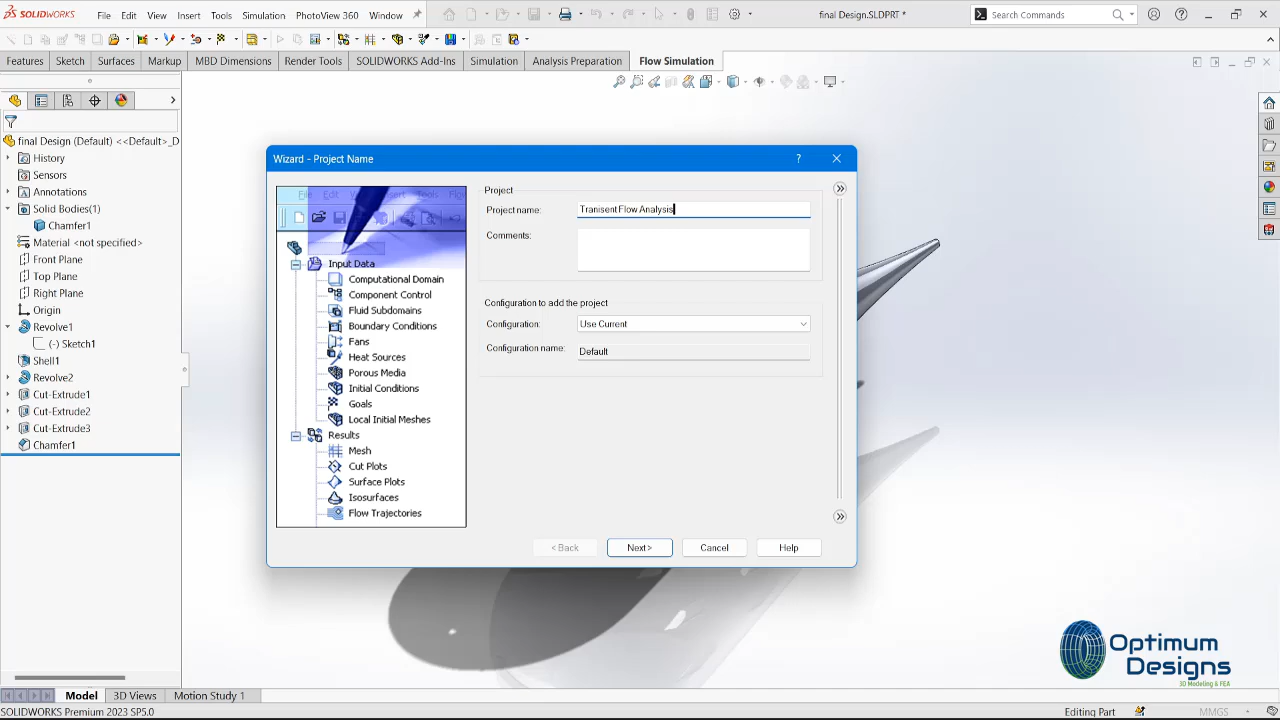 SOLIDWORKS File Edit View Insert Tools Simulation PhotoView 360 Window final Design.SLDPRT * Search Commands
Features Sketch Surfaces Markup MBD Dimensions Render Tools SOLIDWORKS Add-Ins Simulation Analysis Preparation Flow Simulation
final Design (Default) <<Default>_D
History
Sensors
Annotations
Solid Bodies(1)
Chamfer1
Material <not specified>
Front Plane
Top Plane
Right Plane
Origin
Revolve1
(-) Sketch1
Shell1
Revolve2
Cut-Extrude1
Cut-Extrude2
Cut-Extrude3
Chamfer1
Wizard - Project Name ?
Input Data
Computational Domain
Component Control
Fluid Subdomains
Boundary Conditions
Fans
Heat Sources
Porous Media
Initial Conditions
Goals
Local Initial Meshes
Results
Mesh
Cut Plots
Surface Plots
Isosurfaces
Flow Trajectories
Project
Project name: Tranisent Flow Analysis
Comments:
Configuration to add the project
Configuration: Use Current
Configuration name: Default
< Back Next > Cancel Help
Optimum
Designs
3D Modeling & FEA
Model 3D Views Motion Study 1
SOLIDWORKS Premium 2023 SP5.0 Editing Part MMGS